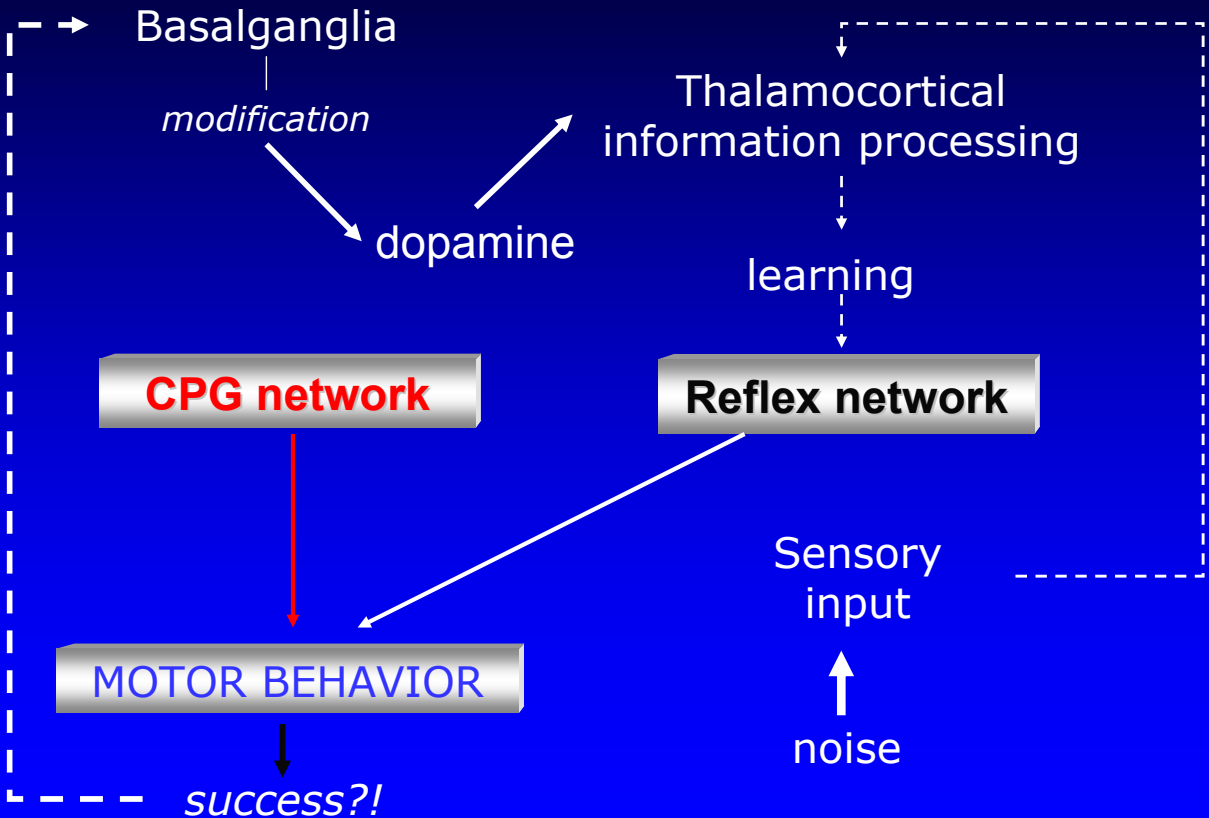 Basalganglia
modification
dopamine
Thalamocortical
information processing
learning
CPG network
Reflex network
Sensory
input
noise
MOTOR BEHAVIOR
success?!